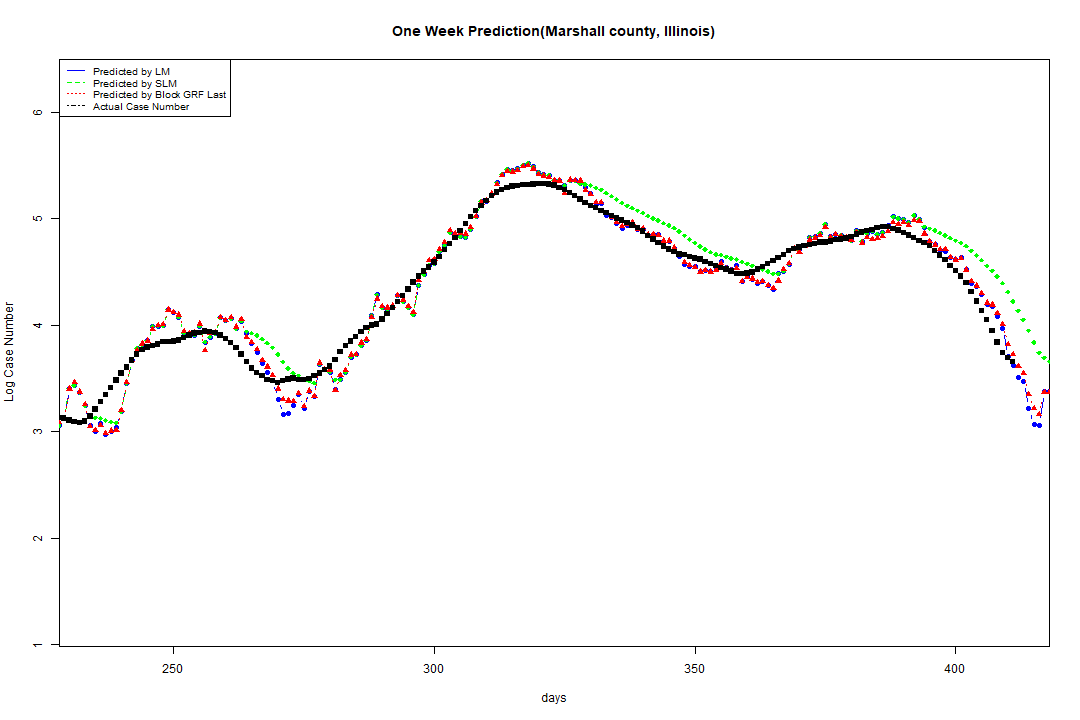 One Week Prediction(Marshall county, Illinois)
Predicted by LM
Predicted by SLM
Predicted by Block GRF Last
Actual Case Number
6
5
4
3
2
1
Log Case Number
250
300
350
400
days